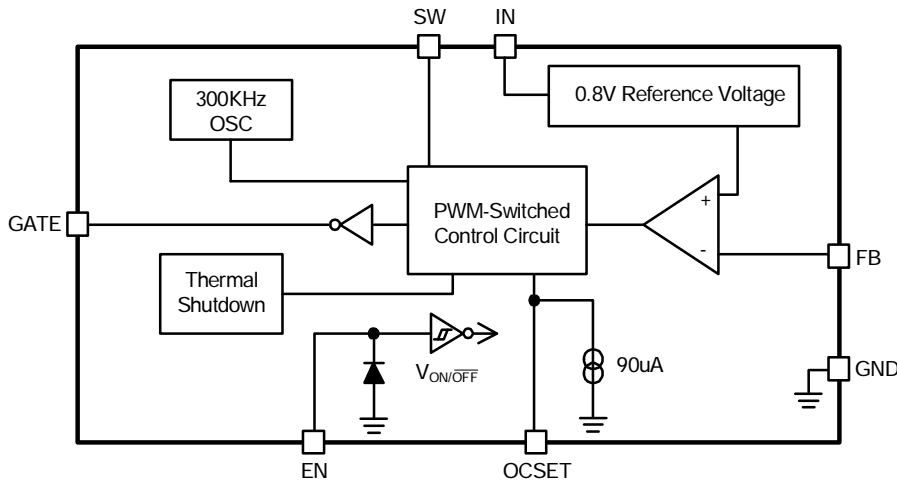 SW
IN
300KHz
OSC
0.8V Reference Voltage
GATE
PWM-Switched
Control Circuit
+
-
FB
Thermal
Shutdown
VON/OFF
90uA
GND
EN
OCSET